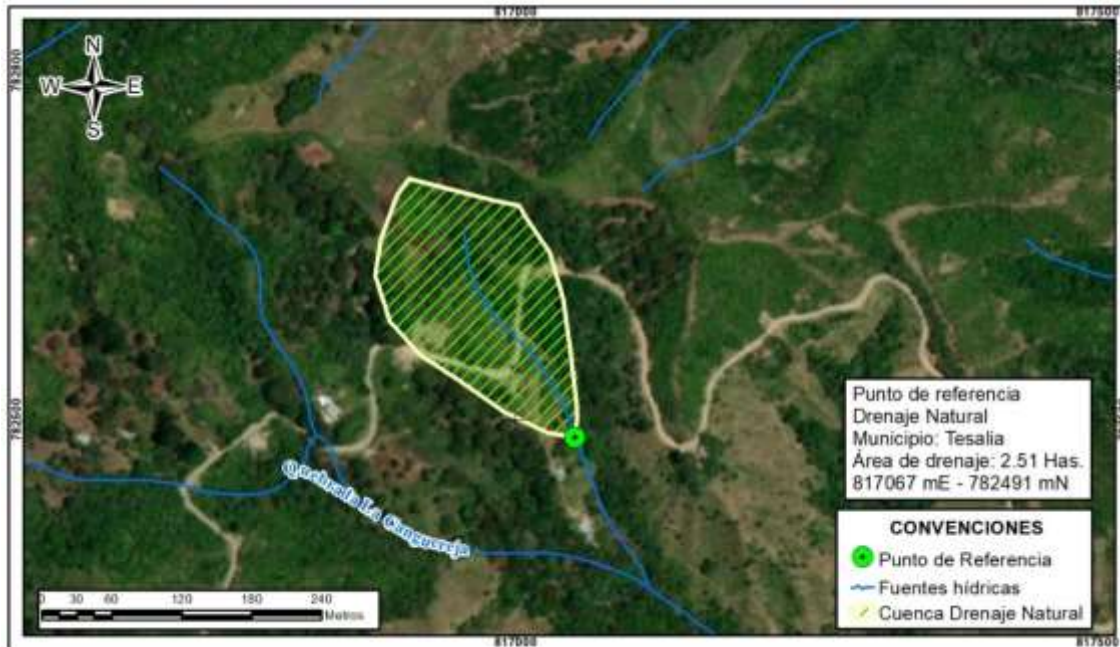 817000
817500
782800
N
W E
S
782500
Quebrada La Cangrereja
Punto de referencia
Drenaje Natural
Municipio: Tesalia
Área de drenaje: 2.51 Has.
817067 mE - 782491 mN
CONVENCIONES
Punto de Referencia
Fuentes hídricas
Cuenca Drenaje Natural
0 30 60 120 180 240
Metros
817000
817500